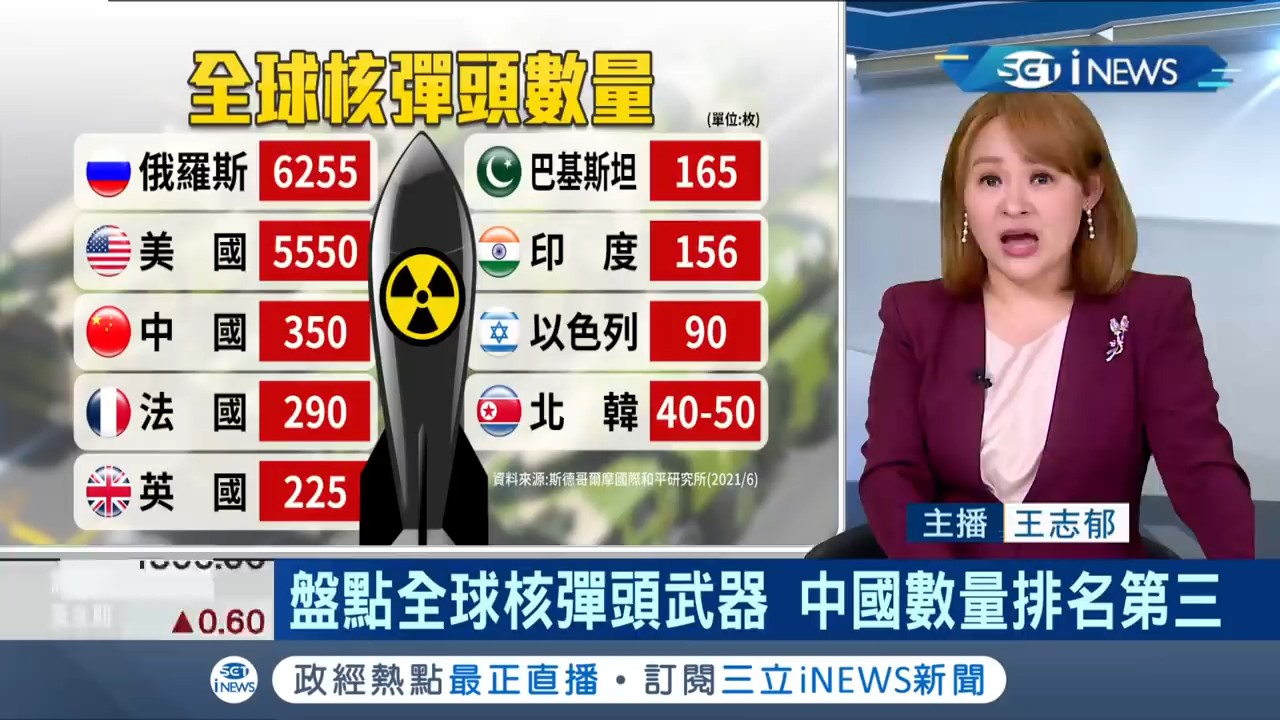 全球核彈頭數量
(單位:枚)
俄羅斯 6255
美國 5550
中國 350
法國 290
英國 225
巴基斯坦 165
印度 156
以色列 90
北韓 40-50
資料來源:斯德哥爾摩國際和平研究所(2021/6)
SET iNEWS
主播 王志郁
▲0.60
盤點全球核彈頭武器 中國數量排名第三
SET iNEWS
政經熱點最正直播·訂閱三立iNEWS新聞